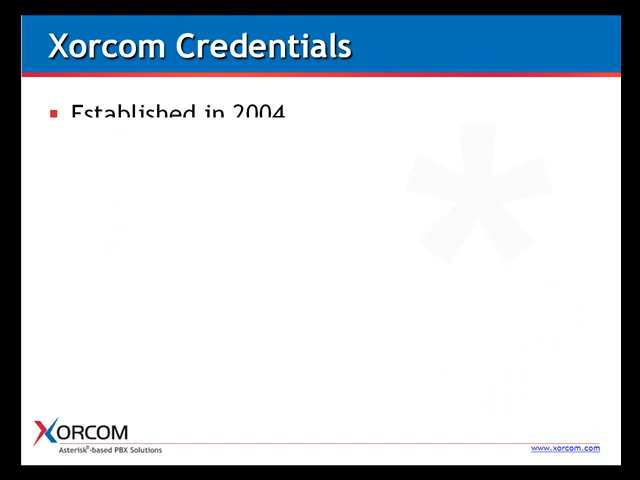 Xorcom Credentials
Established in 2004
XORCOM
Asterisk®-based PBX Solutions
www.xorcom.com